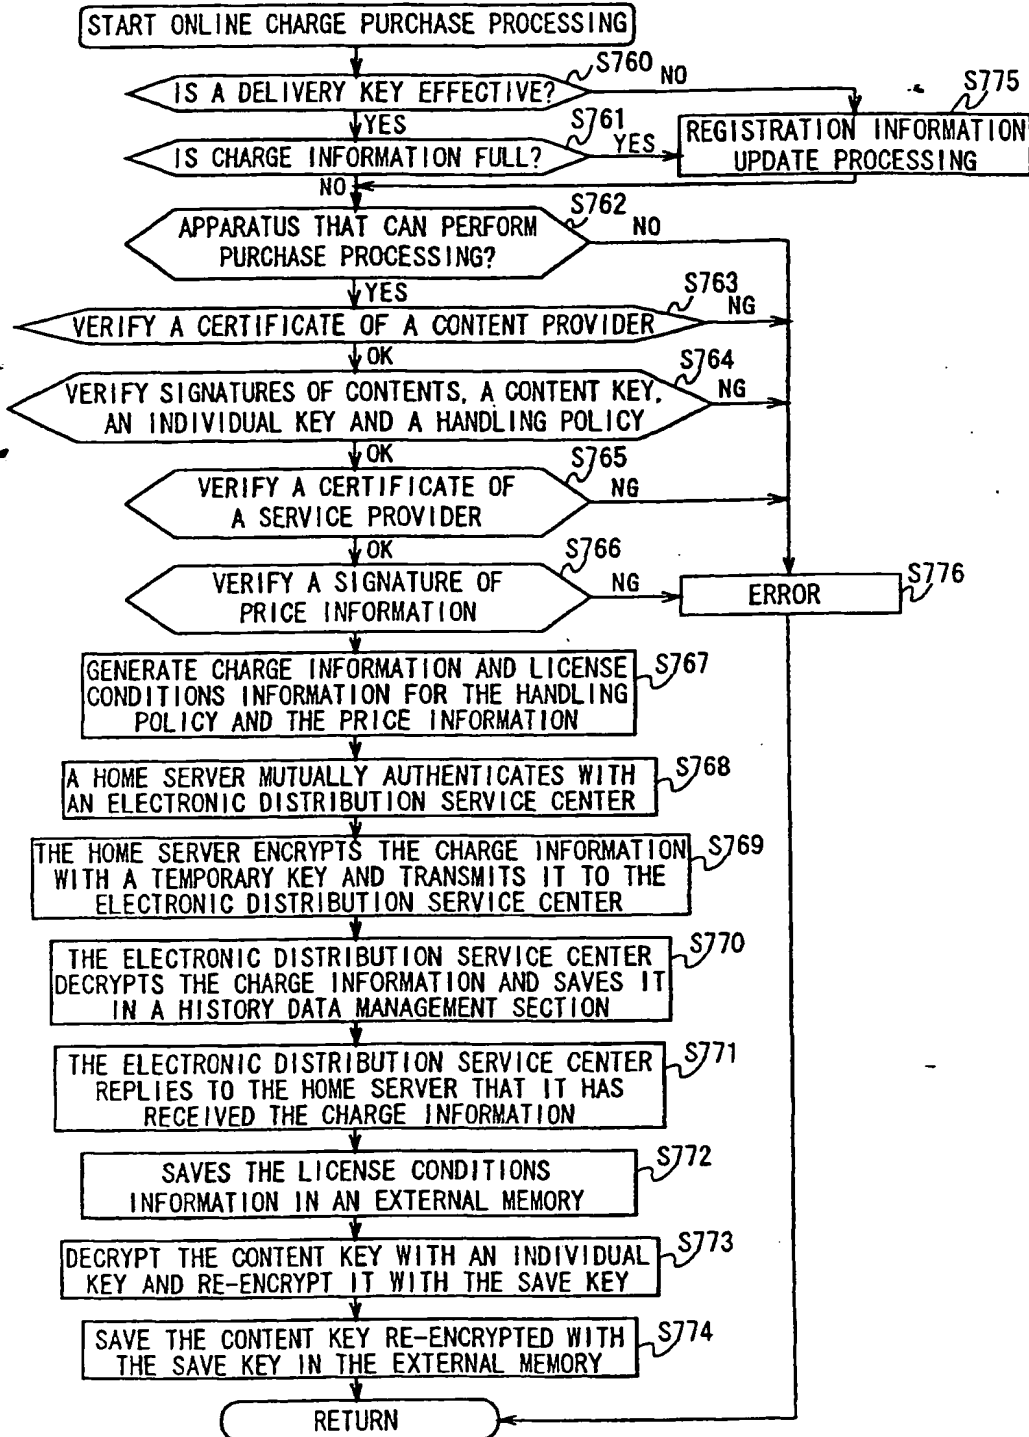 START ONLINE CHARGE PURCHASE PROCESSING
S760
IS A DELIVERY KEY EFFECTIVE?
NO
S775
YES
S761
REGISTRATION INFORMATION
UPDATE PROCESSING
IS CHARGE INFORMATION FULL?
YES
NO
S762
APPARATUS THAT CAN PERFORM
PURCHASE PROCESSING?
NO
YES
S763
VERIFY A CERTIFICATE OF A CONTENT PROVIDER
NG
OK
S764
VERIFY SIGNATURES OF CONTENTS, A CONTENT KEY,
AN INDIVIDUAL KEY AND A HANDLING POLICY
NG
OK
S765
VERIFY A CERTIFICATE OF
A SERVICE PROVIDER
NG
OK
S766
VERIFY A SIGNATURE OF
PRICE INFORMATION
NG
ERROR
S776
GENERATE CHARGE INFORMATION AND LICENSE
CONDITIONS INFORMATION FOR THE HANDLING
POLICY AND THE PRICE INFORMATION
S767
A HOME SERVER MUTUALLY AUTHENTICATES WITH
AN ELECTRONIC DISTRIBUTION SERVICE CENTER
S768
THE HOME SERVER ENCRYPTS THE CHARGE INFORMATION
WITH A TEMPORARY KEY AND TRANSMITS IT TO THE
ELECTRONIC DISTRIBUTION SERVICE CENTER
S769
THE ELECTRONIC DISTRIBUTION SERVICE CENTER
DECRYPTS THE CHARGE INFORMATION AND SAVES IT
IN A HISTORY DATA MANAGEMENT SECTION
S770
THE ELECTRONIC DISTRIBUTION SERVICE CENTER
REPLIES TO THE HOME SERVER THAT IT HAS
RECEIVED THE CHARGE INFORMATION
S771
SAVES THE LICENSE CONDITIONS
INFORMATION IN AN EXTERNAL MEMORY
S772
DECRYPT THE CONTENT KEY WITH AN INDIVIDUAL
KEY AND RE-ENCRYPT IT WITH THE SAVE KEY
S773
SAVE THE CONTENT KEY RE-ENCRYPTED WITH
THE SAVE KEY IN THE EXTERNAL MEMORY
S774
RETURN